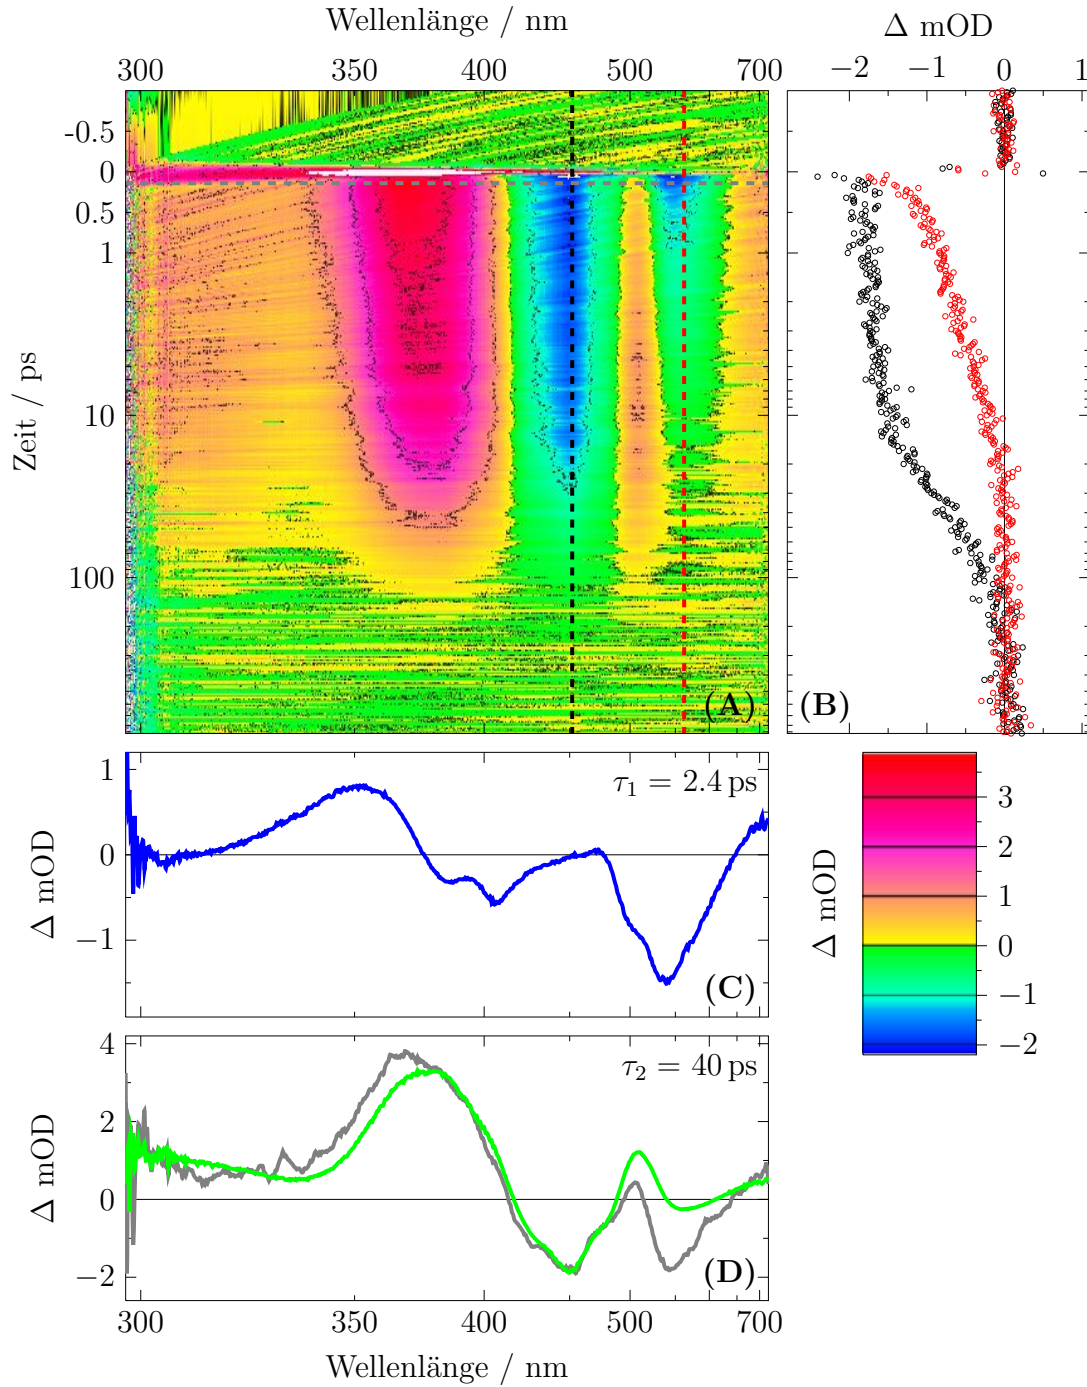 Wellenlänge / nm
Δ mOD
300 350 400 500 700
−2 −1 0 1
-0.5
0
0.5
1
10
100
Zeit / ps
(A)
(B)
1
0
−1
Δ mOD
τ1 = 2.4 ps
(C)
3
2
1
0
−1
−2
Δ mOD
4
2
0
−2
Δ mOD
τ2 = 40 ps
(D)
300 350 400 500 700
Wellenlänge / nm